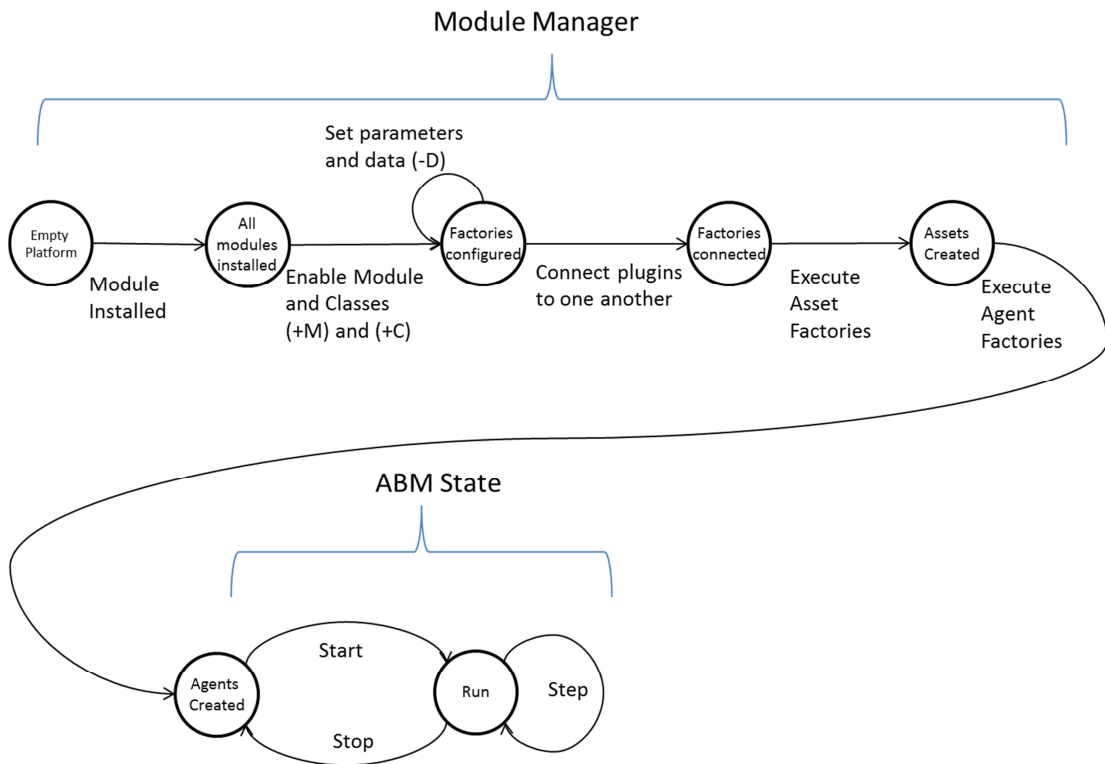 Module Manager
Set parameters
and data (-D)
Empty
Platform
All
modules
installed
Factories
configured
Factories
connected
Assets
Created
Module
Installed
Enable Module
and Classes
(+M) and (+C)
Connect plugins
to one another
Execute
Asset
Factories
Execute
Agent
Factories
ABM State
Agents
Created
Start
Stop
Run
Step